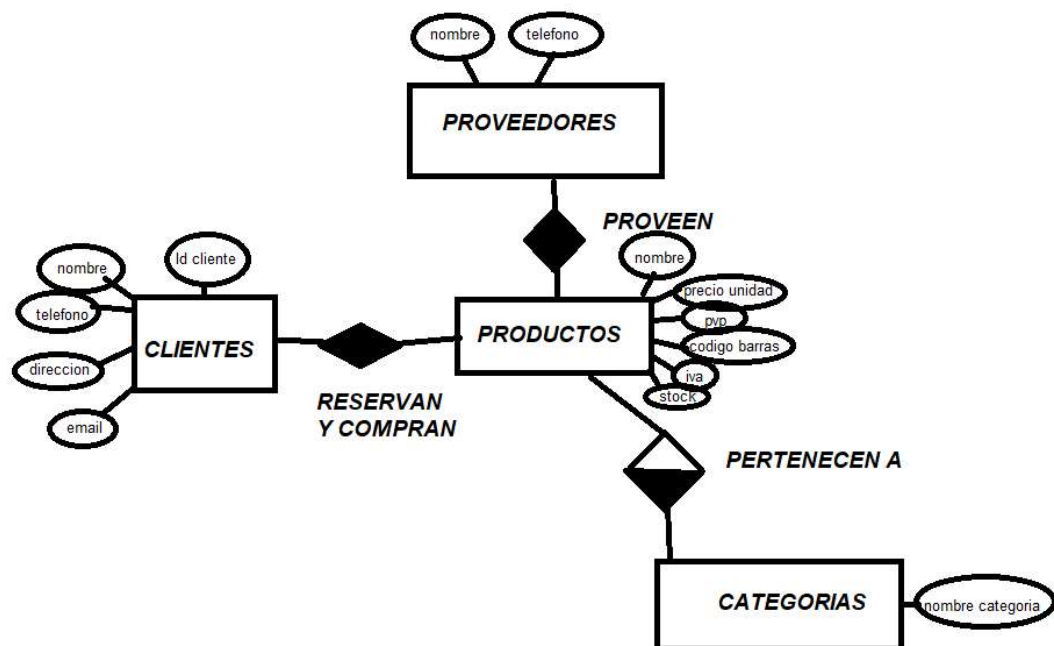 nombre
telefono
PROVEEDORES
PROVEEN
nombre
Id cliente
nombre
telefono
direccion
email
CLIENTES
RESERVAN
Y COMPRAN
PRODUCTOS
precio unidad
pvp
codigo barras
iva
stock
PERTENECEN A
CATEGORIAS
nombre categoria